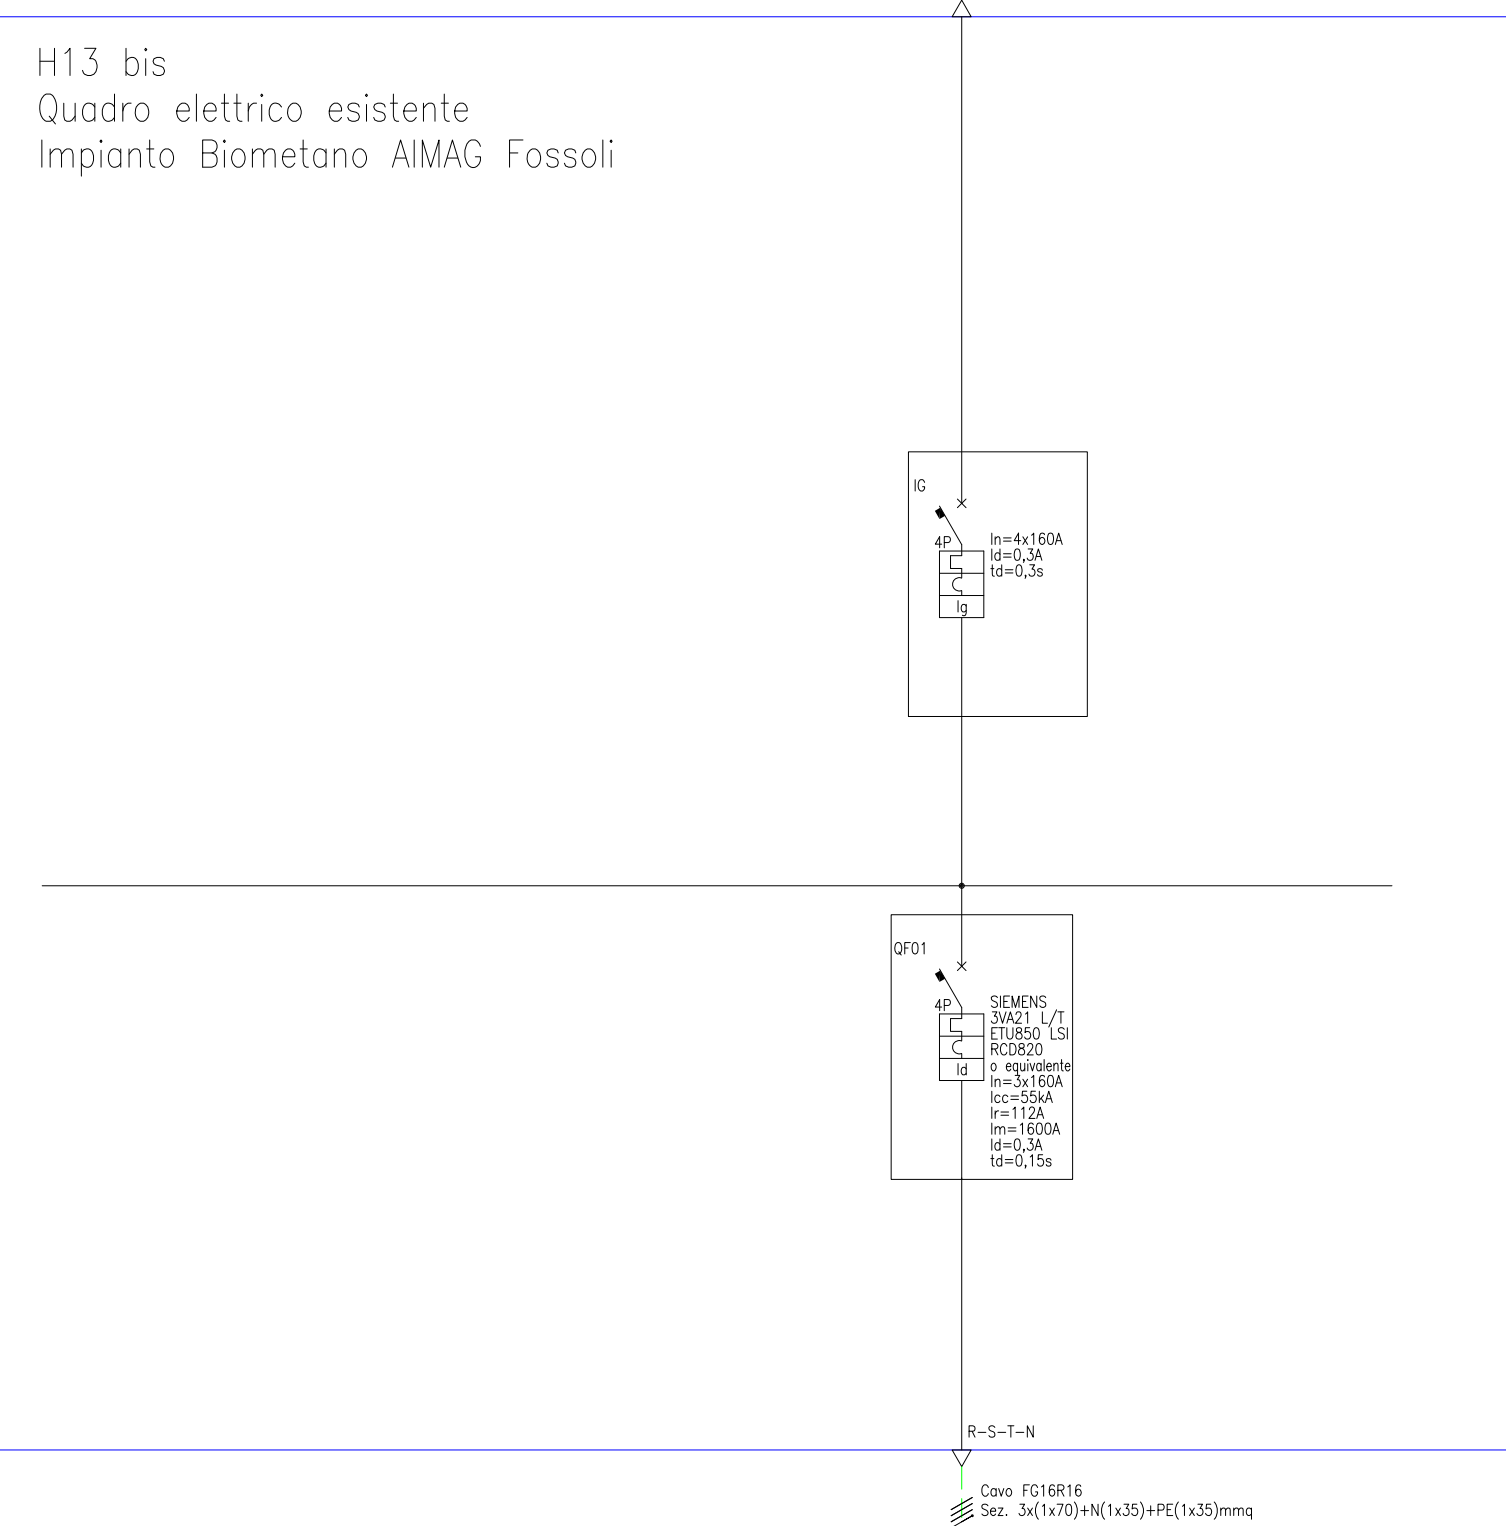 H13 bis
Quadro elettrico esistente
Impianto Biometano AIMAG Fossoli
IG
4P
In=4x160A
Id=0,3A
td=0,3s
Ig
QF01
4P
SIEMENS
3VA21 L/T
ETU850 LSI
RCD820
o equivalente
In=3x160A
Icc=55kA
Ir=112A
Im=1600A
Id=0,3A
td=0,15s
Id
R-S-T-N
Cavo FG16R16
Sez. 3x(1x70)+N(1x35)+PE(1x35)mmq